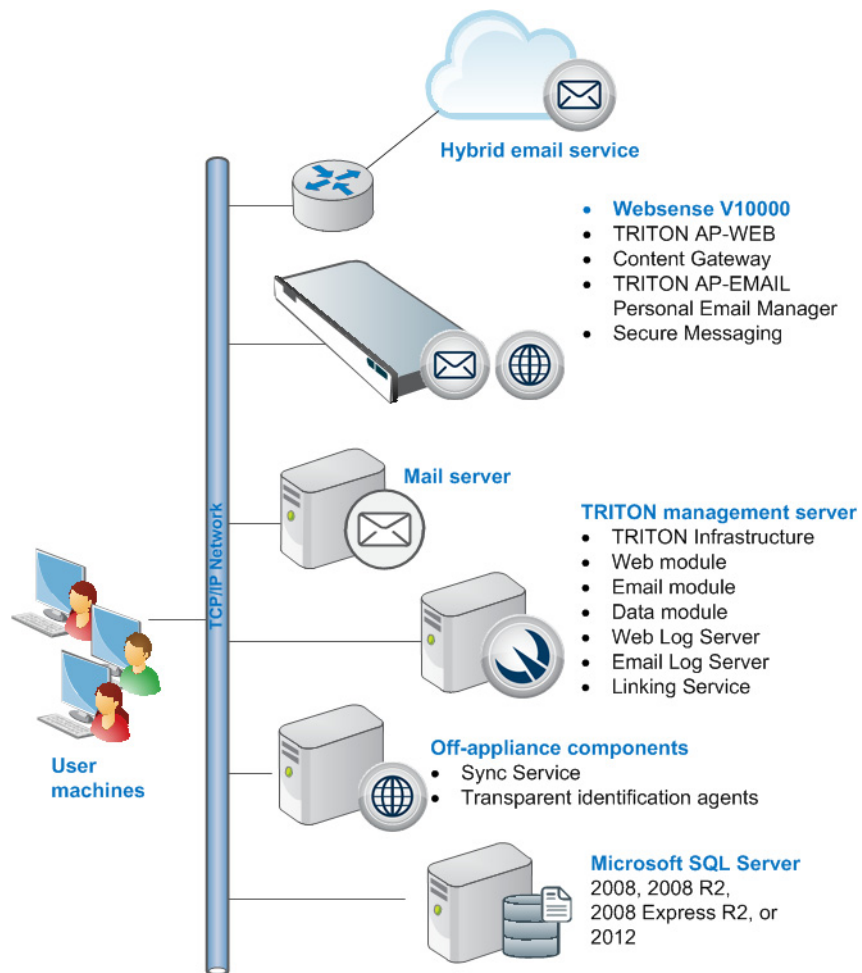 Hybrid email service
• Websense V10000
• TRITON AP-WEB
• Content Gateway
• TRITON AP-EMAIL
Personal Email Manager
• Secure Messaging
Mail server
TCP/IP Network
TRITON management server
• TRITON Infrastructure
• Web module
• Email module
• Data module
• Web Log Server
• Email Log Server
• Linking Service
User
machines
Off-appliance components
• Sync Service
• Transparent identification agents
Microsoft SQL Server
2008, 2008 R2,
2008 Express R2, or
2012